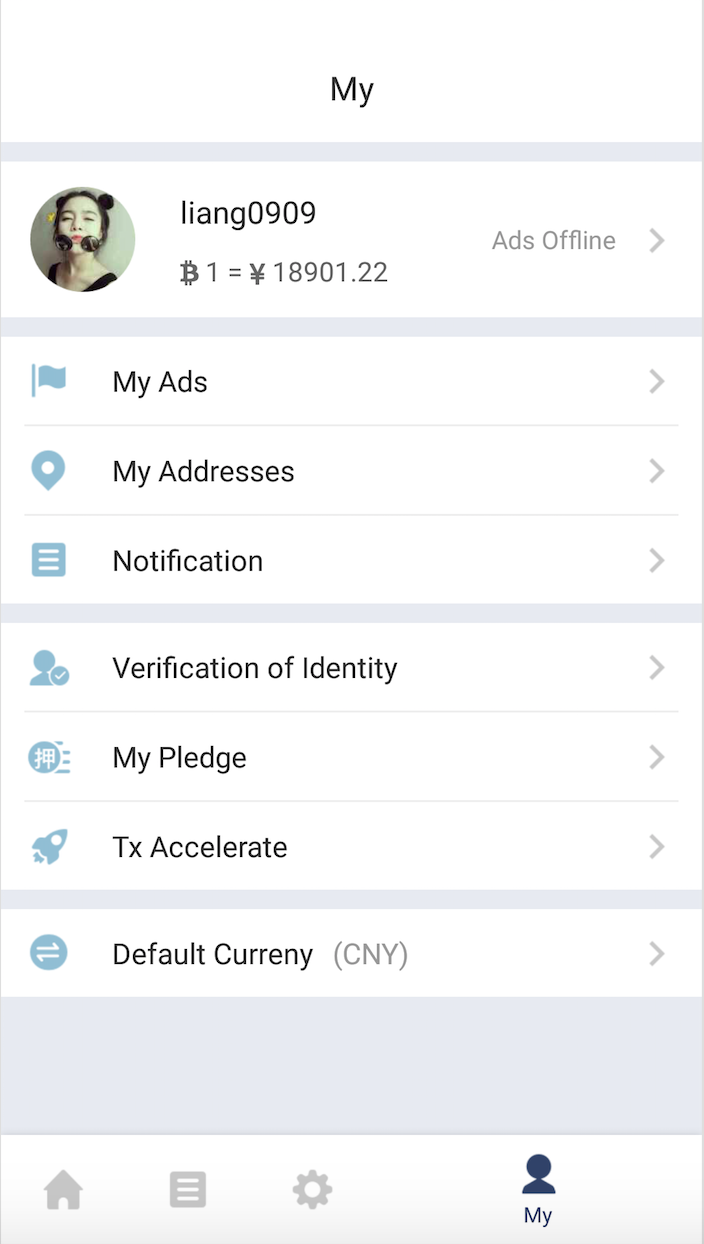 My
liang0909
₿ 1 = ¥ 18901.22
Ads Offline
My Ads
My Addresses
Notification
Verification of Identity
押
My Pledge
Tx Accelerate
Default Curreny (CNY)
My